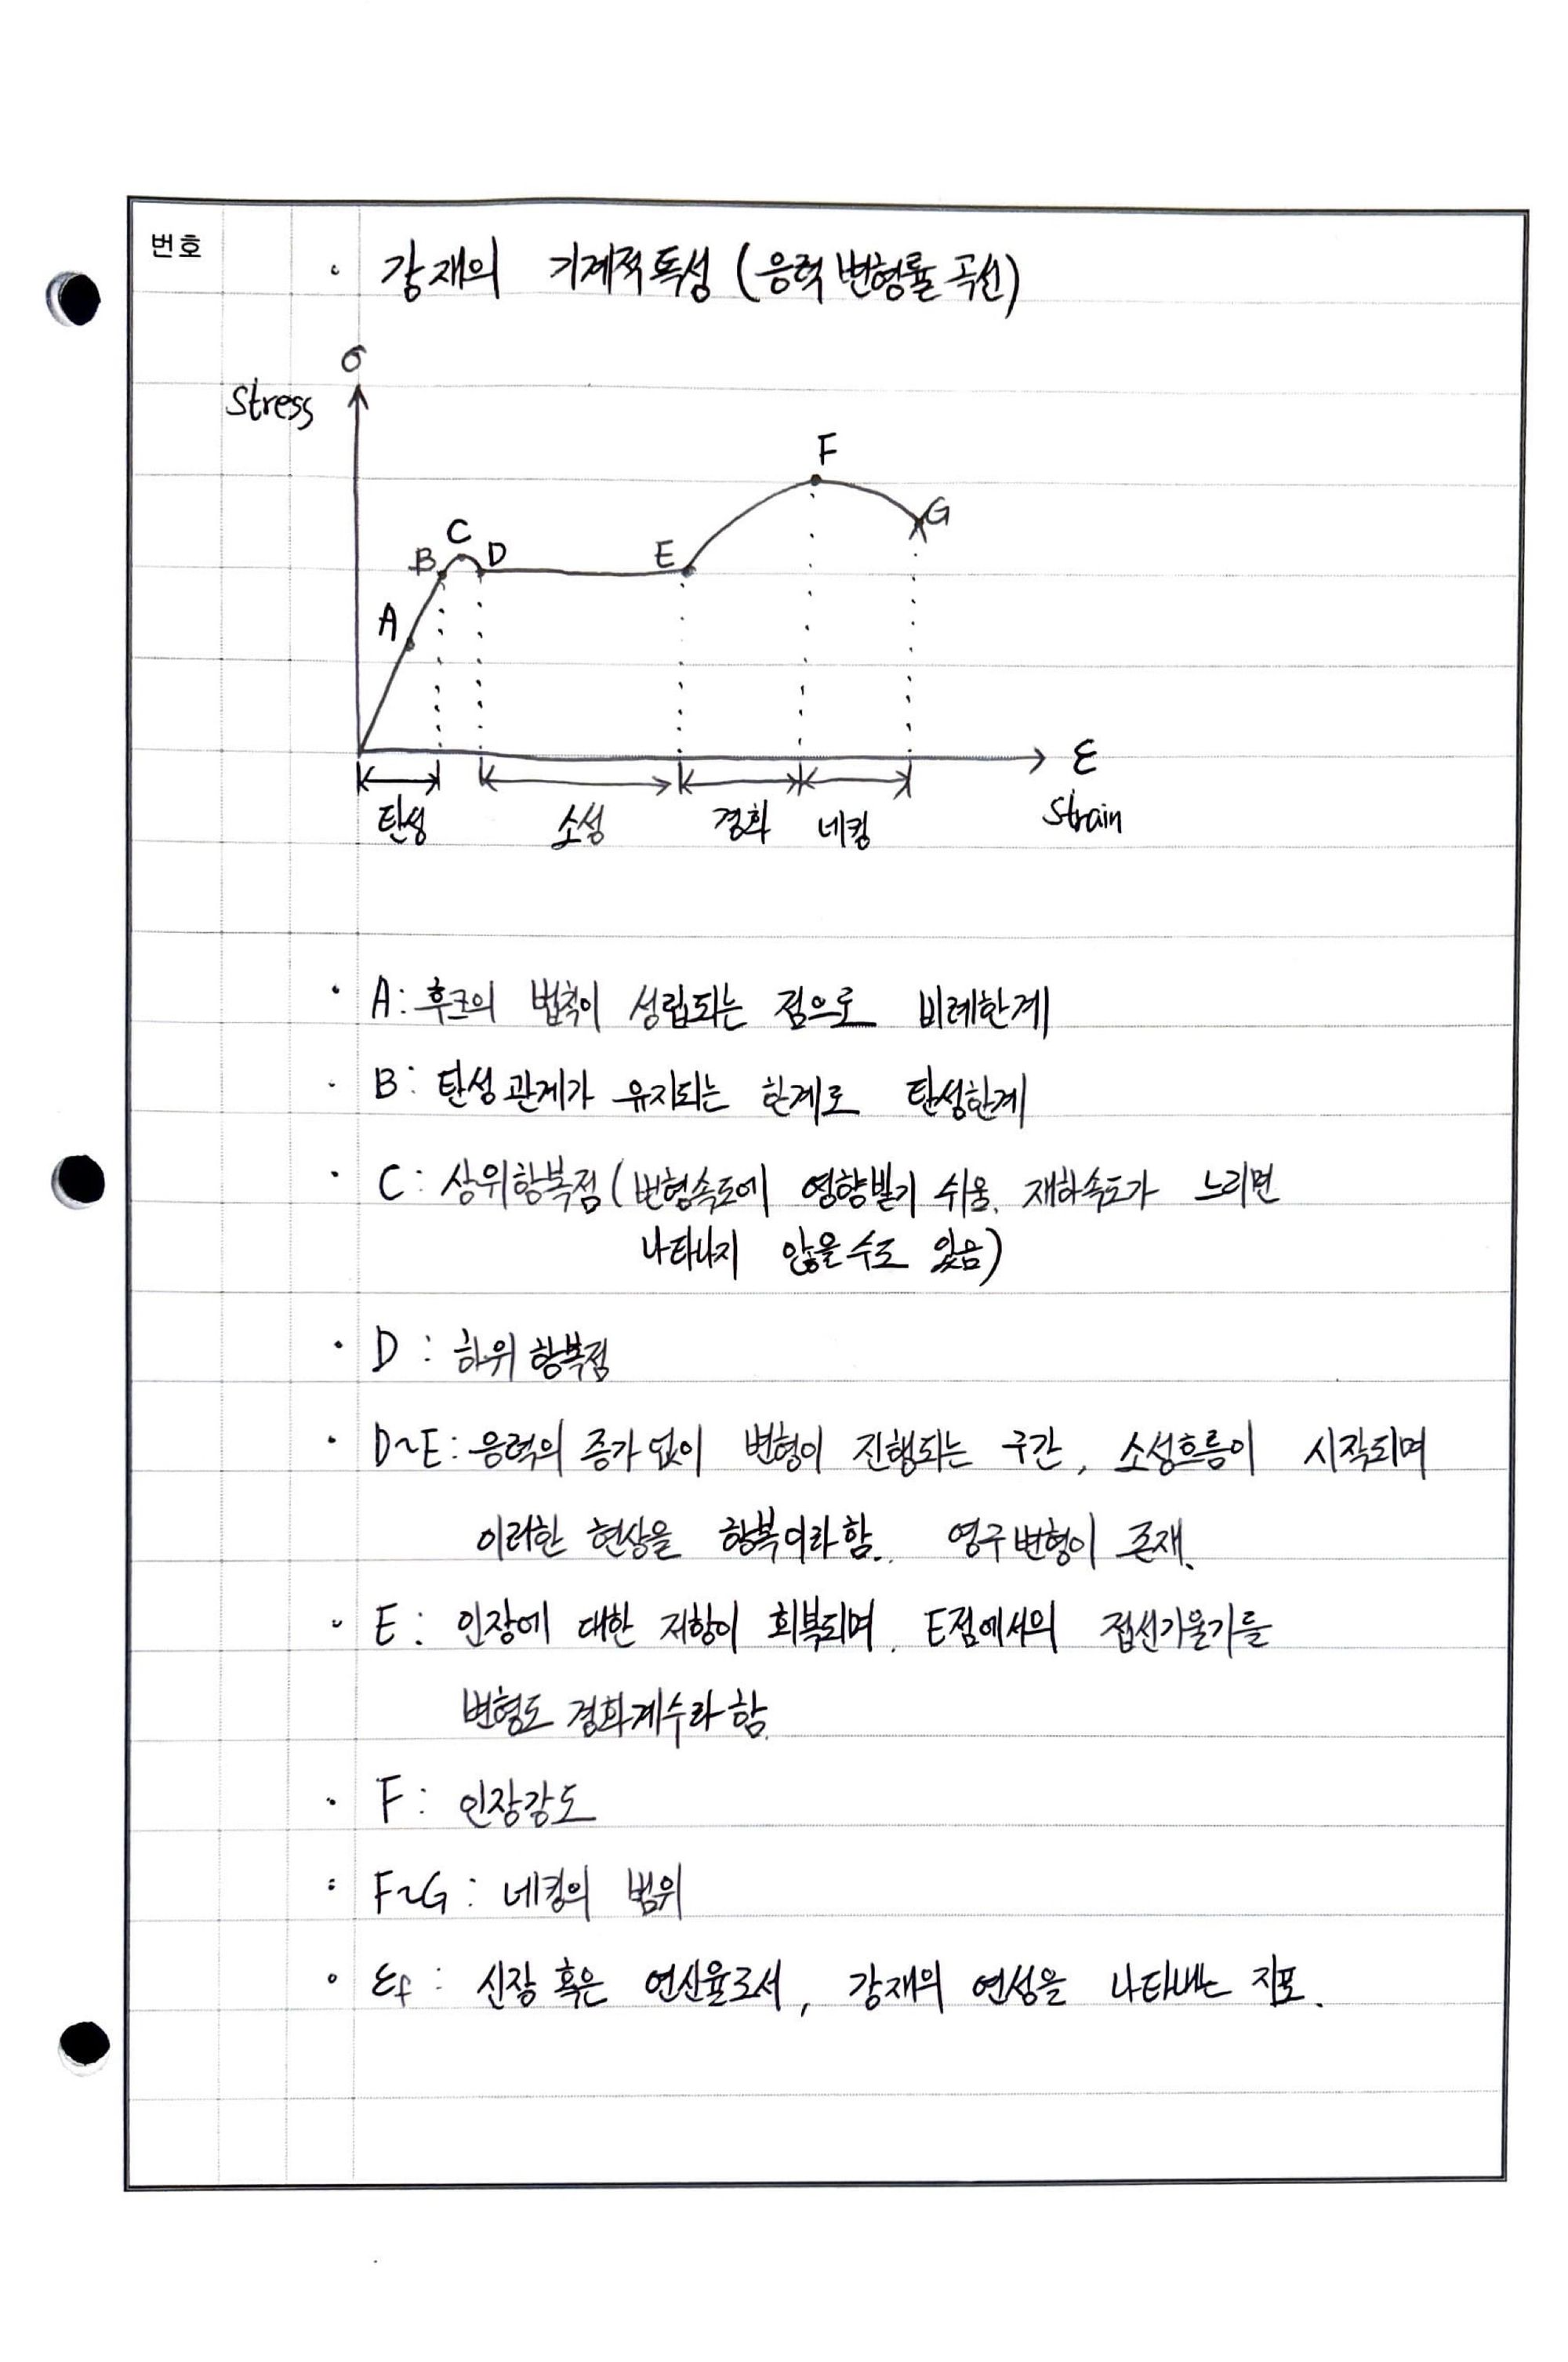 번호
· 강재의 기계적특성 (응력 변형률 곡선)
σ
Stress
F
G
C
B
D
E
A
ε
Strain
탄성 소성 경화 네킹
· A : 후크의 법칙이 성립되는 점으로 비례한계
· B : 탄성관계가 유지되는 한계로 탄성한계
· C : 상위항복점 (변형속도에 영향받기 쉬움. 재하속도가 느리면
나타나지 않을수도 있음)
· D : 하위 항복점
· D~E : 응력의 증가 없이 변형이 진행되는 구간, 소성흐름이 시작되며
이러한 현상을 항복이라함. 영구변형이 존재.
· E : 인장에 대한 저항이 회복되며, E점에서의 접선기울기를
변형도 경화계수라 함.
· F : 인장강도
· F~G : 네킹의 범위
· εf : 신장 혹은 연신율로서, 강재의 연성을 나타내는 지표.